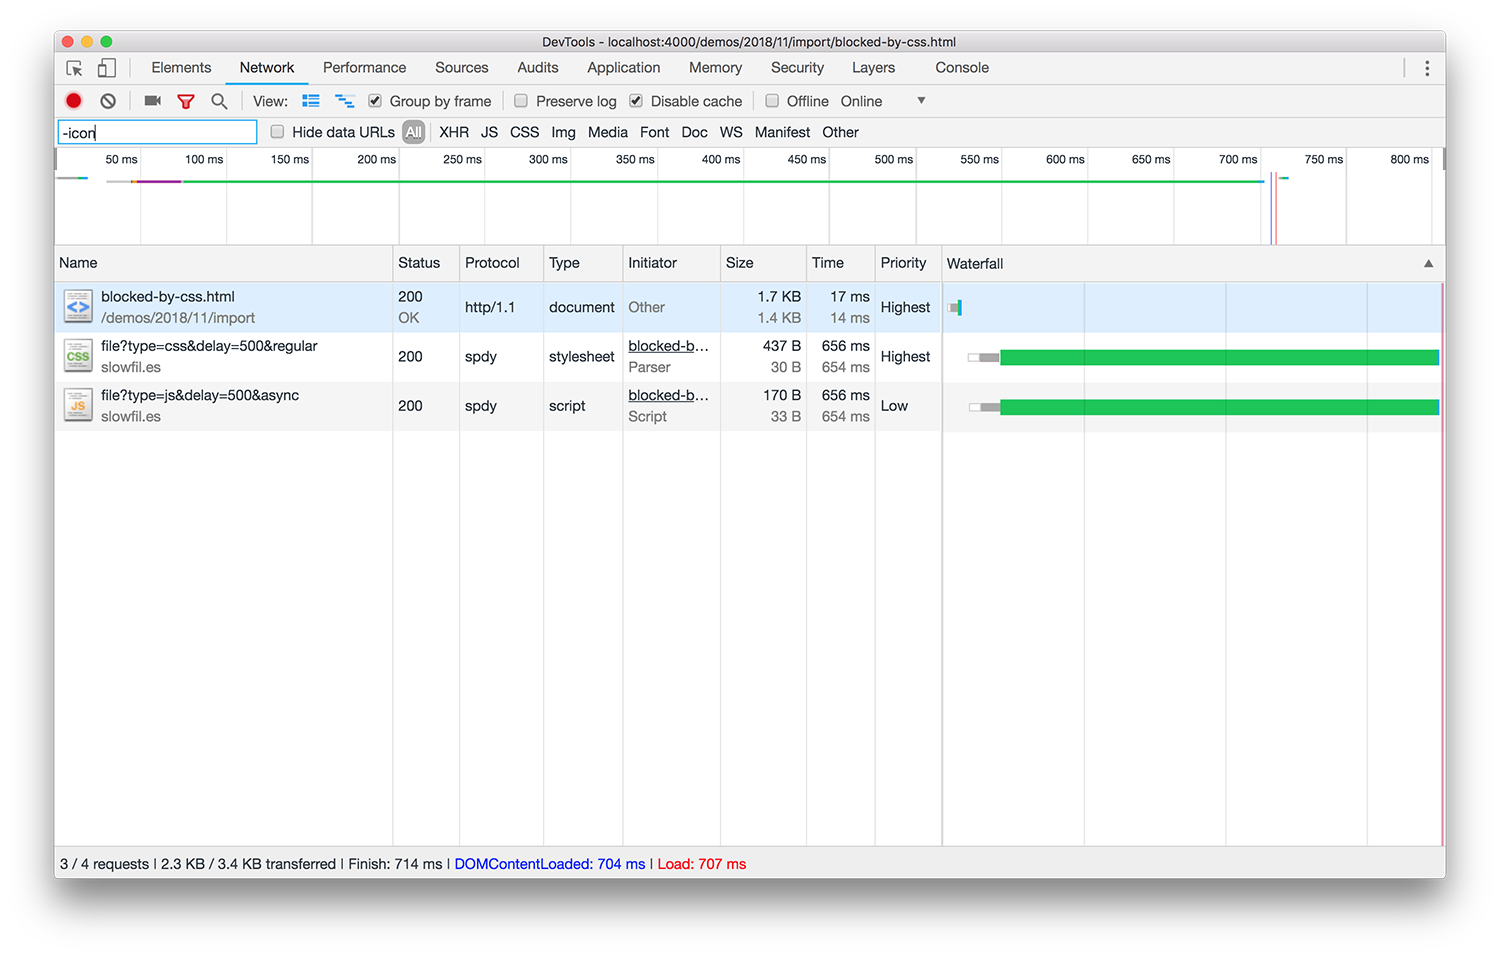 DevTools - localhost:4000/demos/2018/11/import/blocked-by-css.html
Elements Network Performance Sources Audits Application Memory Security Layers Console
View: Group by frame Preserve log Disable cache Offline Online
-icon Hide data URLs All XHR JS CSS Img Media Font Doc WS Manifest Other
50 ms 100 ms 150 ms 200 ms 250 ms 300 ms 350 ms 400 ms 450 ms 500 ms 550 ms 600 ms 650 ms 700 ms 750 ms 800 ms
Name Status Protocol Type Initiator Size Time Priority Waterfall
blocked-by-css.html 200 http/1.1 document Other 1.7 KB 17 ms Highest
/demos/2018/11/import OK 1.4 KB 14 ms
CSS file?type=css&delay=500&regular 200 spdy stylesheet blocked-b... 437 B 656 ms Highest
slowfil.es Parser 30 B 654 ms
JS file?type=js&delay=500&async 200 spdy script blocked-b... 170 B 656 ms Low
slowfil.es Script 33 B 654 ms
3 / 4 requests | 2.3 KB / 3.4 KB transferred | Finish: 714 ms | DOMContentLoaded: 704 ms | Load: 707 ms